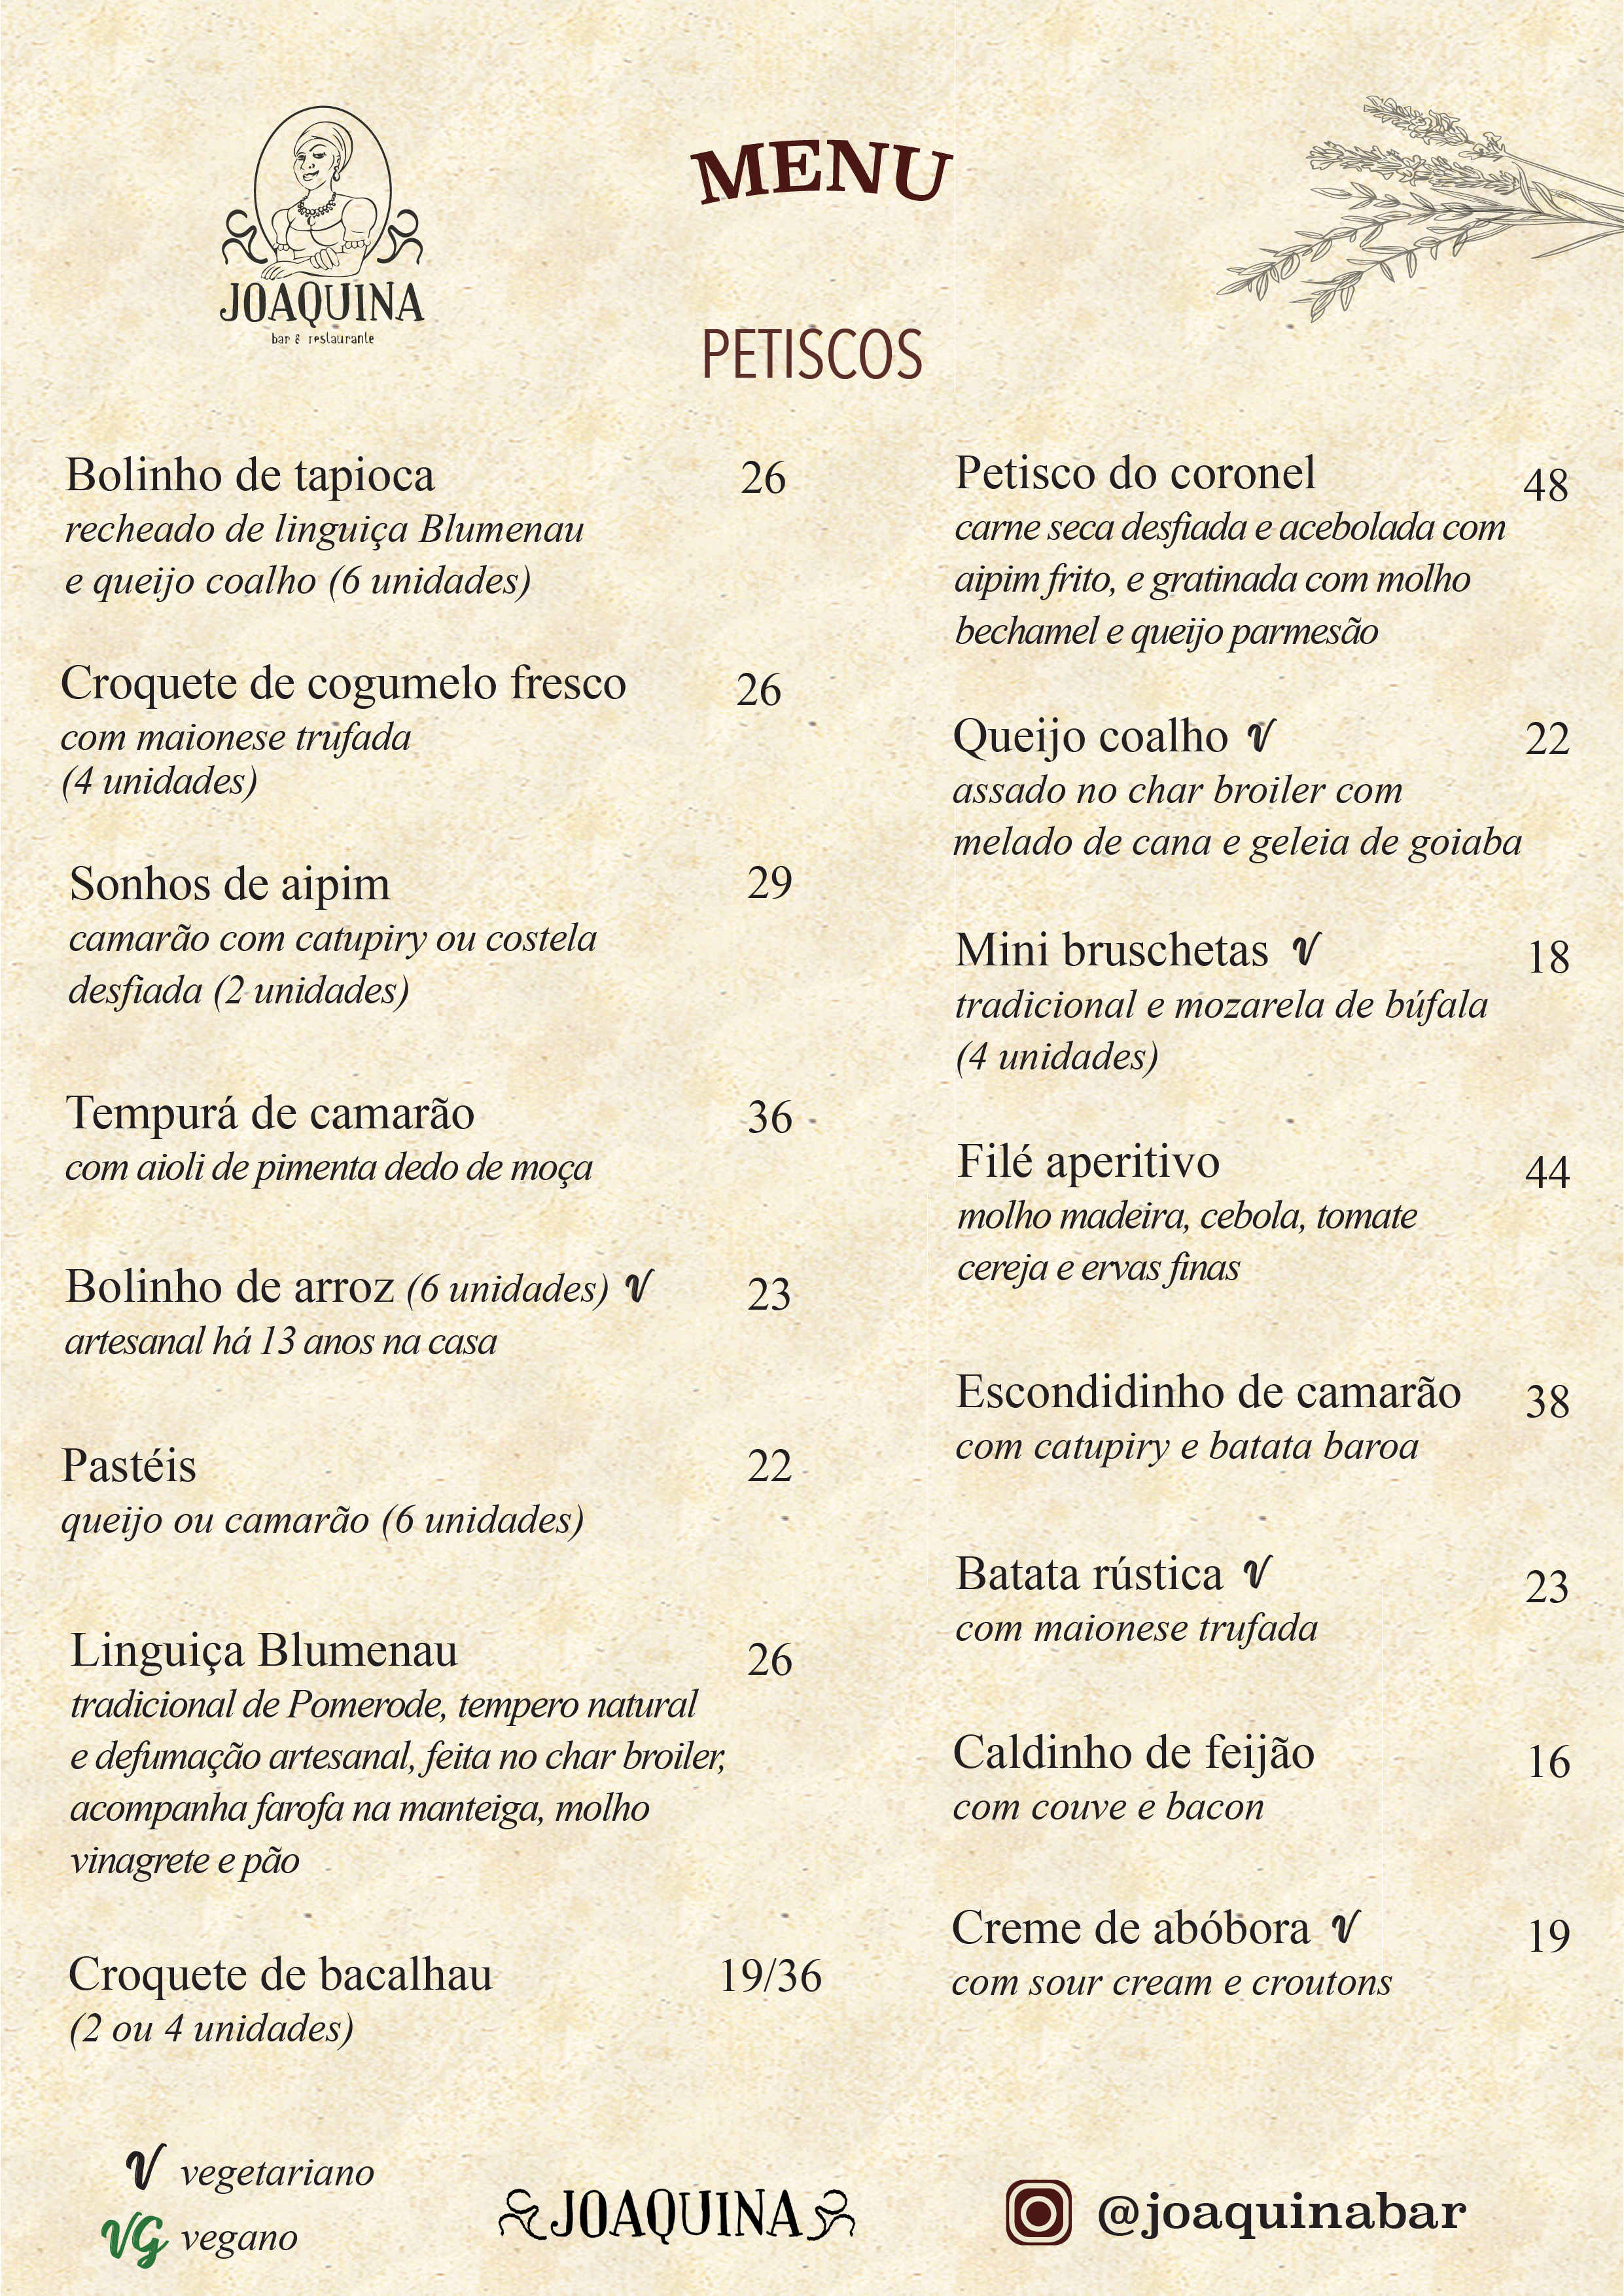 JOAQUINA
bar & restaurante
MENU
PETISCOS
Bolinho de tapioca 26
recheado de linguiça Blumenau
e queijo coalho (6 unidades)
Croquete de cogumelo fresco 26
com maionese trufada
(4 unidades)
Sonhos de aipim 29
camarão com catupiry ou costela
desfiada (2 unidades)
Tempurá de camarão 36
com aioli de pimenta dedo de moça
Bolinho de arroz (6 unidades) V 23
artesanal há 13 anos na casa
Pastéis 22
queijo ou camarão (6 unidades)
Linguiça Blumenau 26
tradicional de Pomerode, tempero natural
e defumação artesanal, feita no char broiler,
acompanha farofa na manteiga, molho
vinagrete e pão
Croquete de bacalhau 19/36
(2 ou 4 unidades)
Petisco do coronel 48
carne seca desfiada e acebolada com
aipim frito, e gratinada com molho
bechamel e queijo parmesão
Queijo coalho V 22
assado no char broiler com
melado de cana e geleia de goiaba
Mini bruschetas V 18
tradicional e mozarela de búfala
(4 unidades)
Filé aperitivo 44
molho madeira, cebola, tomate
cereja e ervas finas
Escondidinho de camarão 38
com catupiry e batata baroa
Batata rústica V 23
com maionese trufada
Caldinho de feijão 16
com couve e bacon
Creme de abóbora V 19
com sour cream e croutons
V vegetariano
VG vegano
JOAQUINA
@joaquinabar